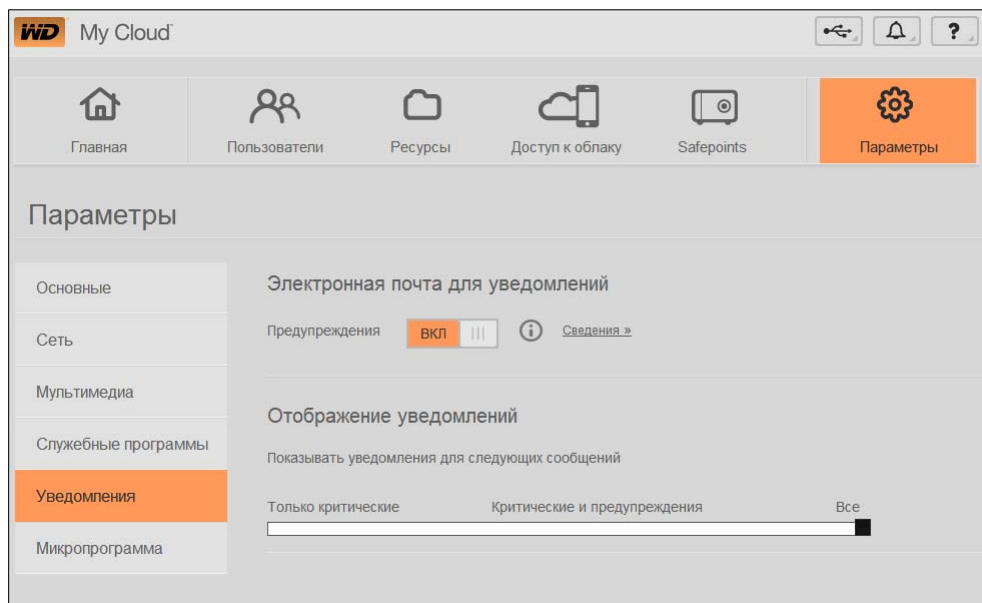 WD My Cloud
?
Главная Пользователи Ресурсы Доступ к облаку Safepoints Параметры
Параметры
Основные
Сеть
Мультимедиа
Служебные программы
Уведомления
Микропрограмма
Электронная почта для уведомлений
Предупреждения ВКЛ i Сведения »
Отображение уведомлений
Показывать уведомления для следующих сообщений
Только критические Критические и предупреждения Все